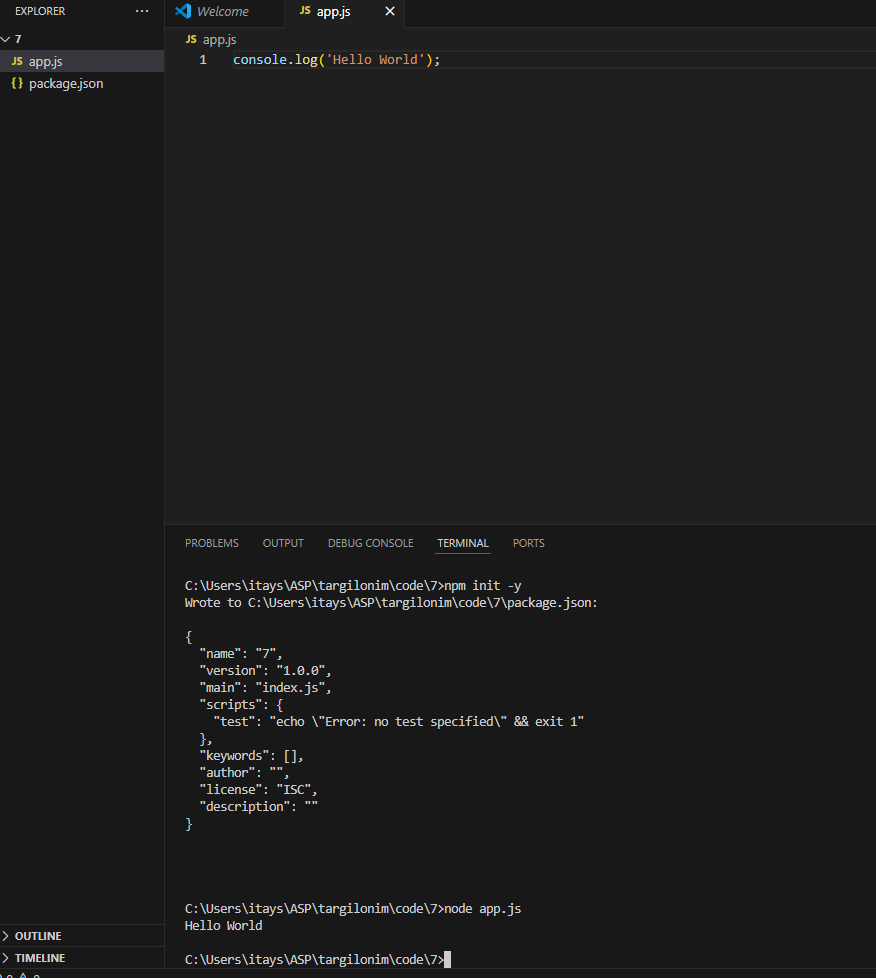 EXPLORER ...
7
JS app.js
{} package.json
OUTLINE
TIMELINE
Welcome JS app.js
JS app.js
1 console.log('Hello World');
PROBLEMS OUTPUT DEBUG CONSOLE TERMINAL PORTS
C:\Users\itays\ASP\targilonim\code\7>npm init -y
Wrote to C:\Users\itays\ASP\targilonim\code\7\package.json:
{
  "name": "7",
  "version": "1.0.0",
  "main": "index.js",
  "scripts": {
    "test": "echo \"Error: no test specified\" && exit 1"
  },
  "keywords": [],
  "author": "",
  "license": "ISC",
  "description": ""
}
C:\Users\itays\ASP\targilonim\code\7>node app.js
Hello World
C:\Users\itays\ASP\targilonim\code\7>